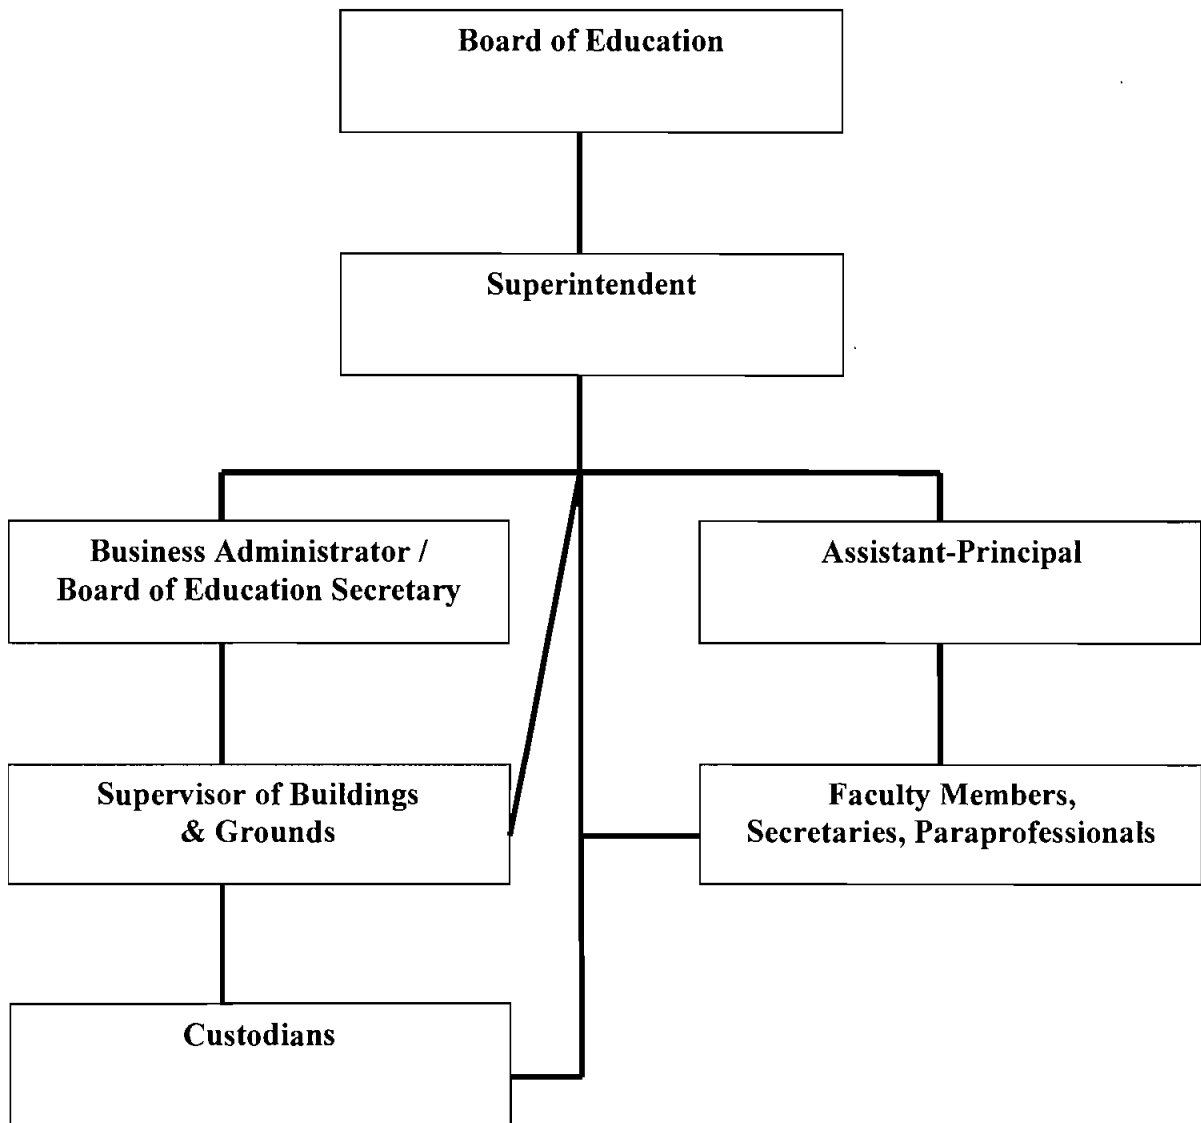 Board of Education
Superintendent
Business Administrator /
Board of Education Secretary
Assistant-Principal
Supervisor of Buildings
& Grounds
Faculty Members,
Secretaries, Paraprofessionals
Custodians